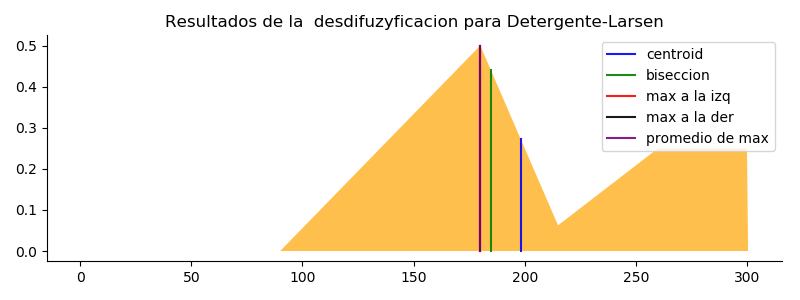 Resultados de la  desdifuzyficacion para Detergente-Larsen
0.5
0.4
0.3
0.2
0.1
0.0
0
50
100
150
200
250
300
centroid
biseccion
max a la izq
max a la der
promedio de max